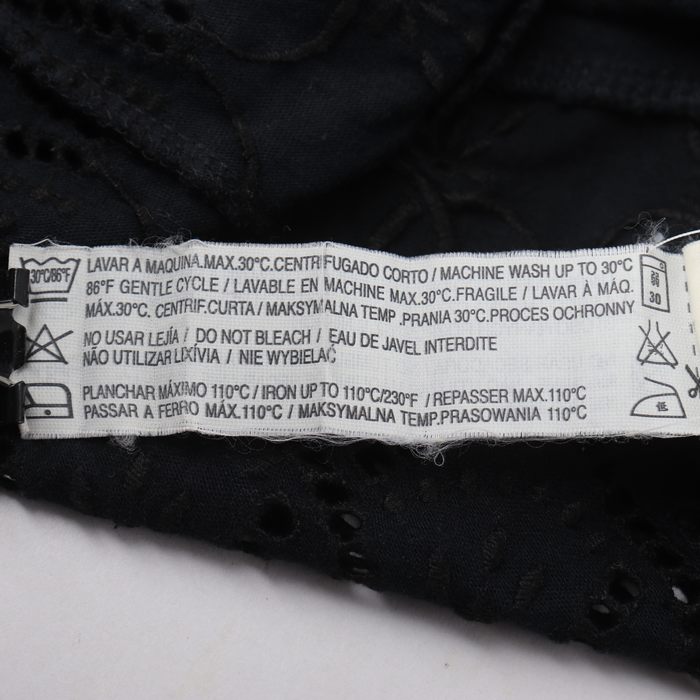 30°C/86°F
LAVAR A MAQUINA.MAX.30°C.CENTRIFUGADO CORTO / MACHINE WASH UP TO 30°C
86°F GENTLE CYCLE / LAVABLE EN MACHINE MAX.30°C.FRAGILE / LAVAR À MÁQ.
MÁX.30°C. CENTRIF.CURTA / MAKSYMALNA TEMP .PRANIA 30°C.PROCES OCHRONNY
30
NO USAR LEJÍA / DO NOT BLEACH / EAU DE JAVEL INTERDITE
NÃO UTILIZAR LIXÍVIA / NIE WYBIELAĆ
PLANCHAR MÁXIMO 110°C / IRON UP TO 110°C/230°F / REPASSER MAX.110°C
PASSAR A FERRO MÁX.110°C / MAKSYMALNA TEMP.PRASOWANIA 110°C